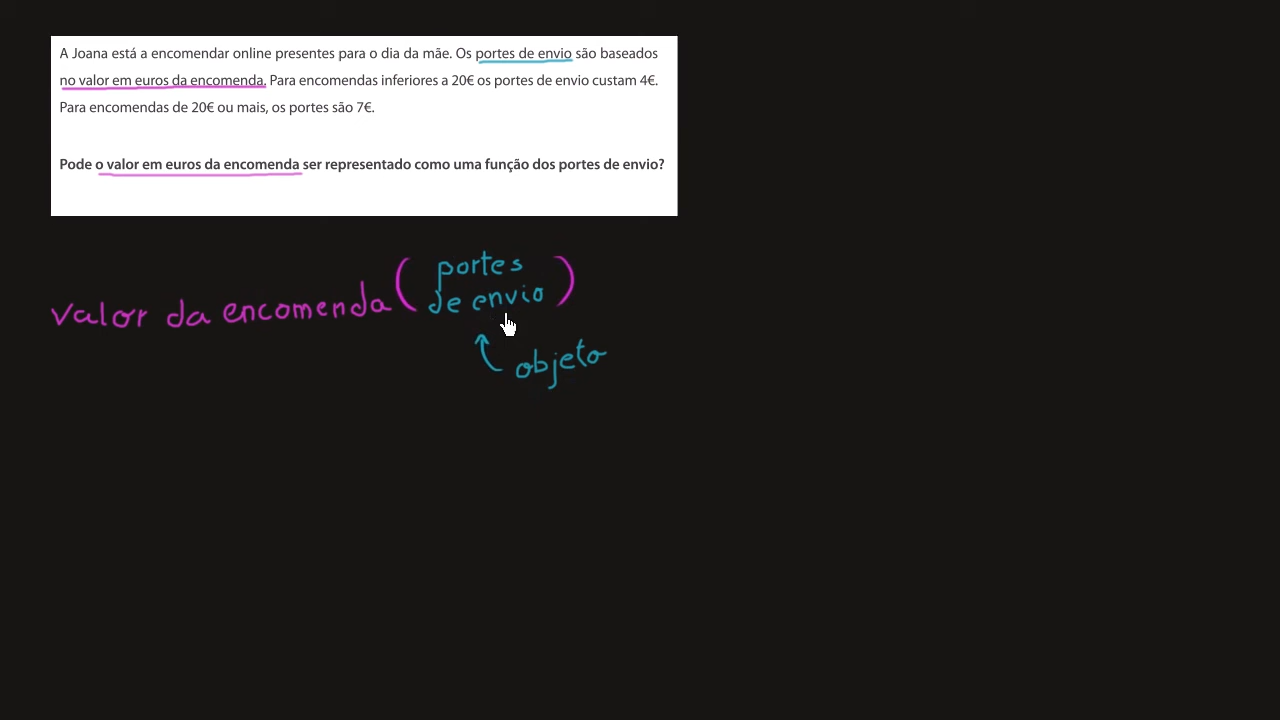 A Joana está a encomendar online presentes para o dia da mãe. Os portes de envio são baseados
no valor em euros da encomenda. Para encomendas inferiores a 20€ os portes de envio custam 4€.
Para encomendas de 20€ ou mais, os portes são 7€.
Pode o valor em euros da encomenda ser representado como uma função dos portes de envio?
valor da encomenda ( portes
de envio )
objeto